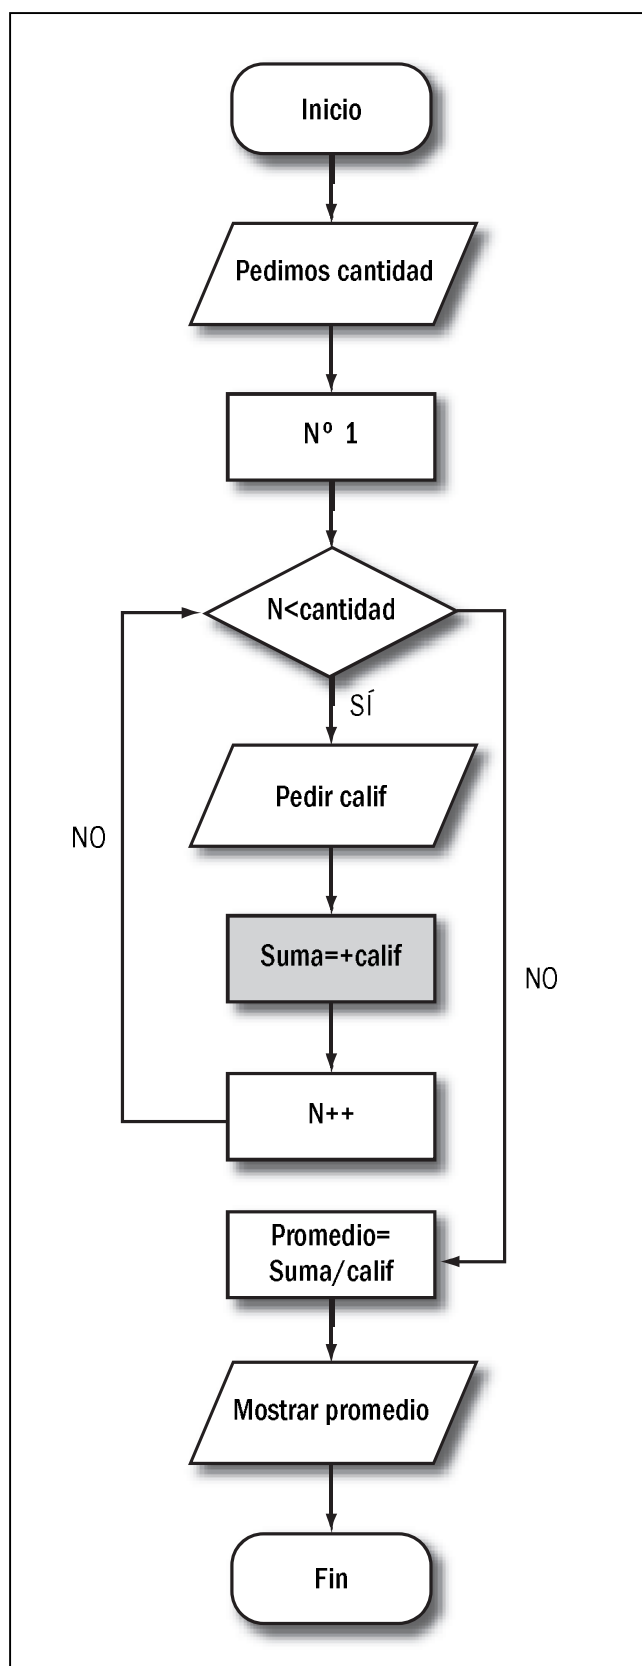 Inicio
Pedimos cantidad
Nº 1
N<cantidad
SÍ
Pedir calif
NO
Suma=+calif
NO
N++
Promedio=
Suma/calif
Mostrar promedio
Fin